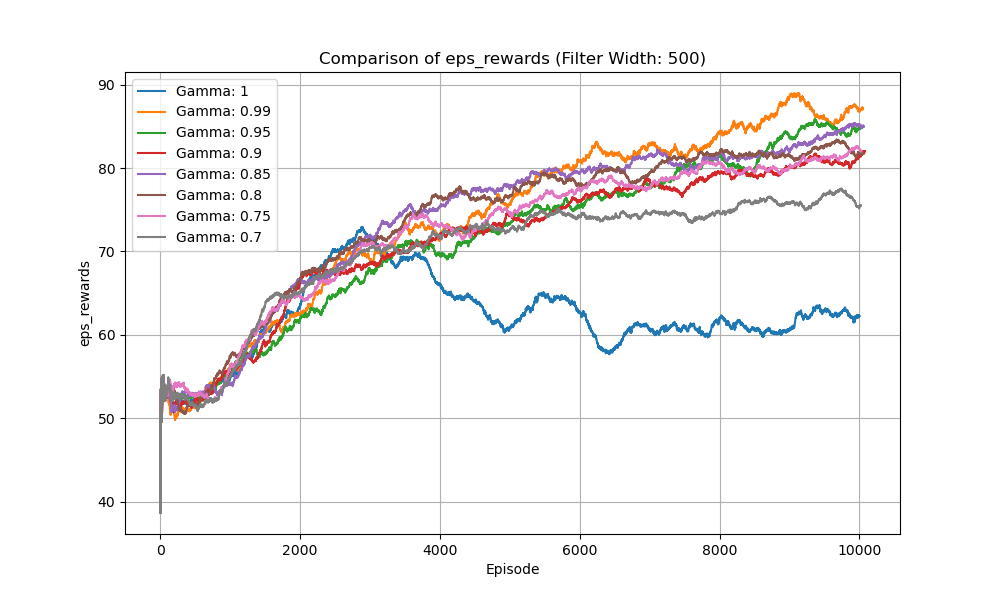 Comparison of eps_rewards (Filter Width: 500)
90
80
70
60
50
40
eps_rewards
Gamma: 1
Gamma: 0.99
Gamma: 0.95
Gamma: 0.9
Gamma: 0.85
Gamma: 0.8
Gamma: 0.75
Gamma: 0.7
0 2000 4000 6000 8000 10000
Episode